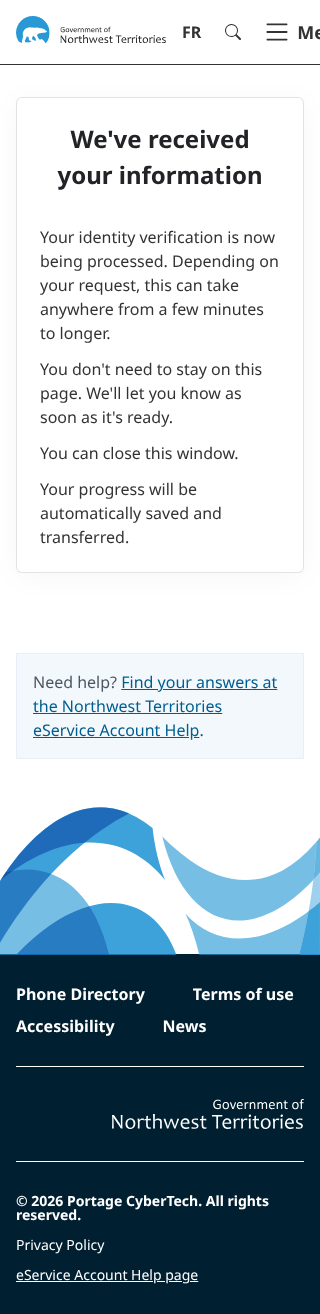 Government of
Northwest Territories
FR
Me
We've received
your information
Your identity verification is now
being processed. Depending on
your request, this can take
anywhere from a few minutes
to longer.
You don't need to stay on this
page. We'll let you know as
soon as it's ready.
You can close this window.
Your progress will be
automatically saved and
transferred.
Need help? Find your answers at
the Northwest Territories
eService Account Help.
Phone Directory
Terms of use
Accessibility
News
Government of
Northwest Territories
© 2026 Portage CyberTech. All rights
reserved.
Privacy Policy
eService Account Help page